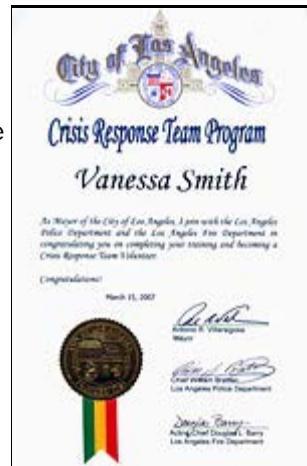 e
City of Los Angeles
Crisis Response Team Program
Vanessa Smith
As Mayor of the City of Los Angeles, I join with the Los Angeles
Police Department and the Los Angeles Fire Department in
congratulating you on completing your training and becoming a
Crisis Response Team Volunteer.
Congratulations!
March 15, 2007
Antonio R. Villaraigosa
Mayor
Chief William Bratton
Los Angeles Police Department
Acting Chief Douglas L. Barry
Los Angeles Fire Department